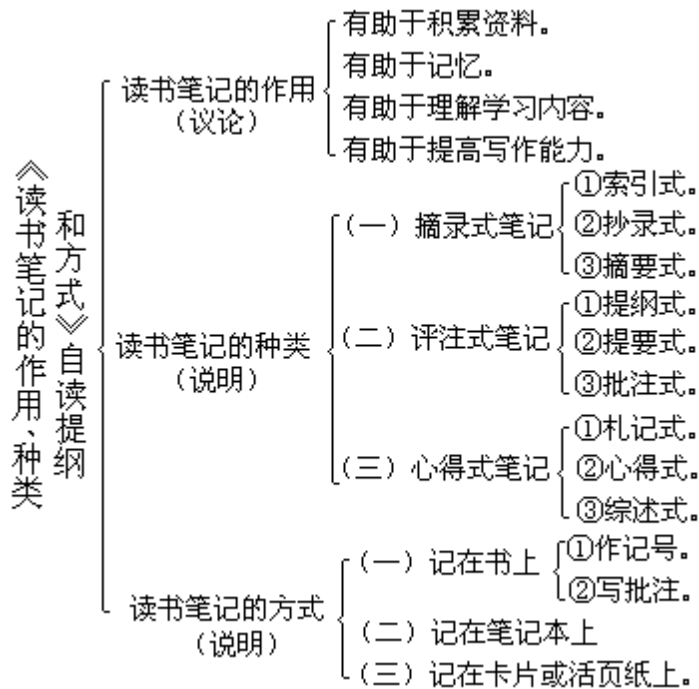 《读书笔记的作用、种类
和方式》自读提纲
读书笔记的作用
（议论）
有助于积累资料。
有助于记忆。
有助于理解学习内容。
有助于提高写作能力。
读书笔记的种类
（说明）
（一）摘录式笔记
①索引式。
②抄录式。
③摘要式。
（二）评注式笔记
①提纲式。
②提要式。
③批注式。
（三）心得式笔记
①札记式。
②心得式。
③综述式。
读书笔记的方式
（说明）
（一）记在书上
①作记号。
②写批注。
（二）记在笔记本上
（三）记在卡片或活页纸上。